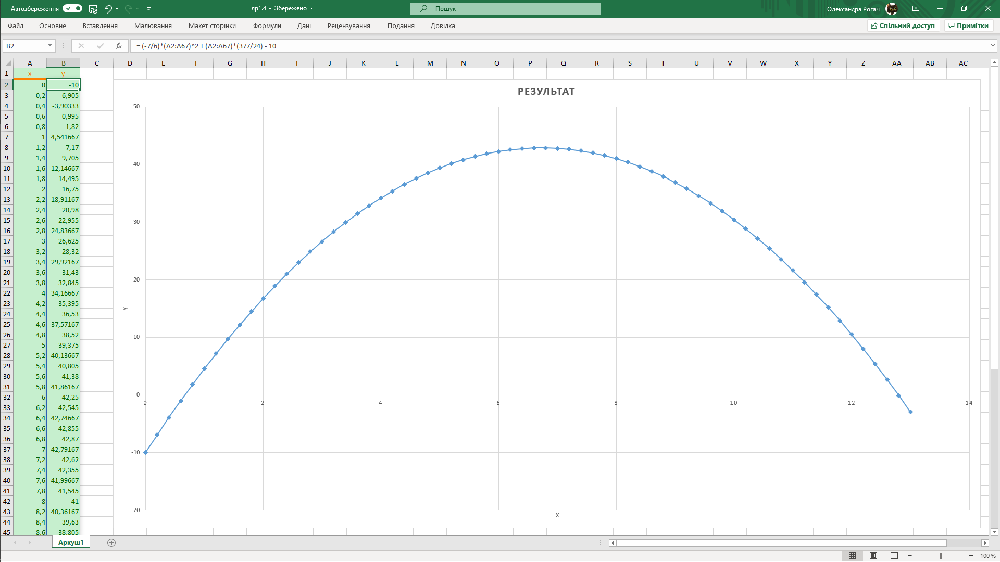 Автозбереження
лр1.4 - Збережено
Пошук
Олександра Рогач
Файл Основне Вставлення Малювання Макет сторінки Формули Дані Рецензування Подання Довідка
Спільний доступ Примітки
B2 fx = (-7/6)*(A2:A67)^2 + (A2:A67)*(377/24) - 10
A B C D E F G H I J K L M N O P Q R S T U V W X Y Z AA AB AC
1 x y
2 0 -10
3 0,2 -6,905
4 0,4 -3,90333
5 0,6 -0,995
6 0,8 1,82
7 1 4,541667
8 1,2 7,17
9 1,4 9,705
10 1,6 12,14667
11 1,8 14,495
12 2 16,75
13 2,2 18,91167
14 2,4 20,98
15 2,6 22,955
16 2,8 24,83667
17 3 26,625
18 3,2 28,32
19 3,4 29,92167
20 3,6 31,43
21 3,8 32,845
22 4 34,16667
23 4,2 35,395
24 4,4 36,53
25 4,6 37,57167
26 4,8 38,52
27 5 39,375
28 5,2 40,13667
29 5,4 40,805
30 5,6 41,38
31 5,8 41,86167
32 6 42,25
33 6,2 42,545
34 6,4 42,74667
35 6,6 42,855
36 6,8 42,87
37 7 42,79167
38 7,2 42,62
39 7,4 42,355
40 7,6 41,99667
41 7,8 41,545
42 8 41
43 8,2 40,36167
44 8,4 39,63
45 8,6 38,805
РЕЗУЛЬТАТ
50
40
30
20
10
0
-10
-20
Y
0 2 4 6 8 10 12 14
X
Аркуш1
100 %